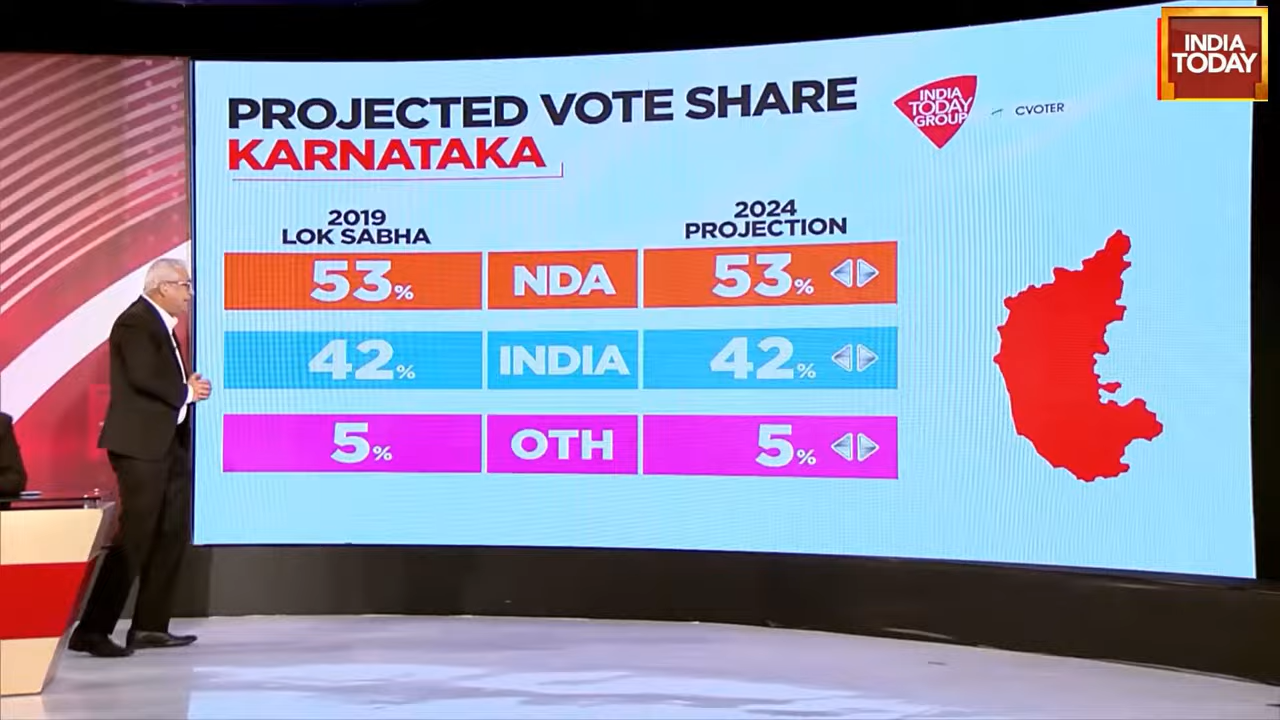 INDIA
TODAY
PROJECTED VOTE SHARE
KARNATAKA
INDIA
TODAY
GROUP
CVOTER
2019
LOK SABHA
2024
PROJECTION
53% NDA 53%
42% INDIA 42%
5% OTH 5%